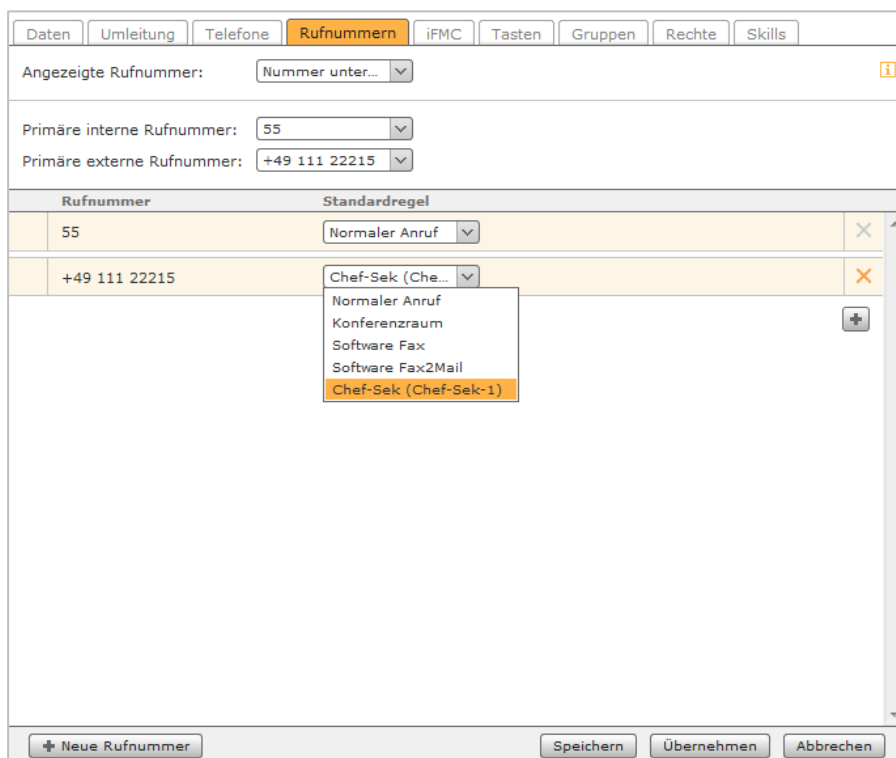 Daten Umleitung Telefone Rufnummern iFMC Tasten Gruppen Rechte Skills
Angezeigte Rufnummer: Nummer unter...
Primäre interne Rufnummer: 55
Primäre externe Rufnummer: +49 111 22215
Rufnummer Standardregel
55 Normaler Anruf
+49 111 22215 Chef-Sek (Che...
Normaler Anruf
Konferenzraum
Software Fax
Software Fax2Mail
Chef-Sek (Chef-Sek-1)
Neue Rufnummer Speichern Übernehmen Abbrechen